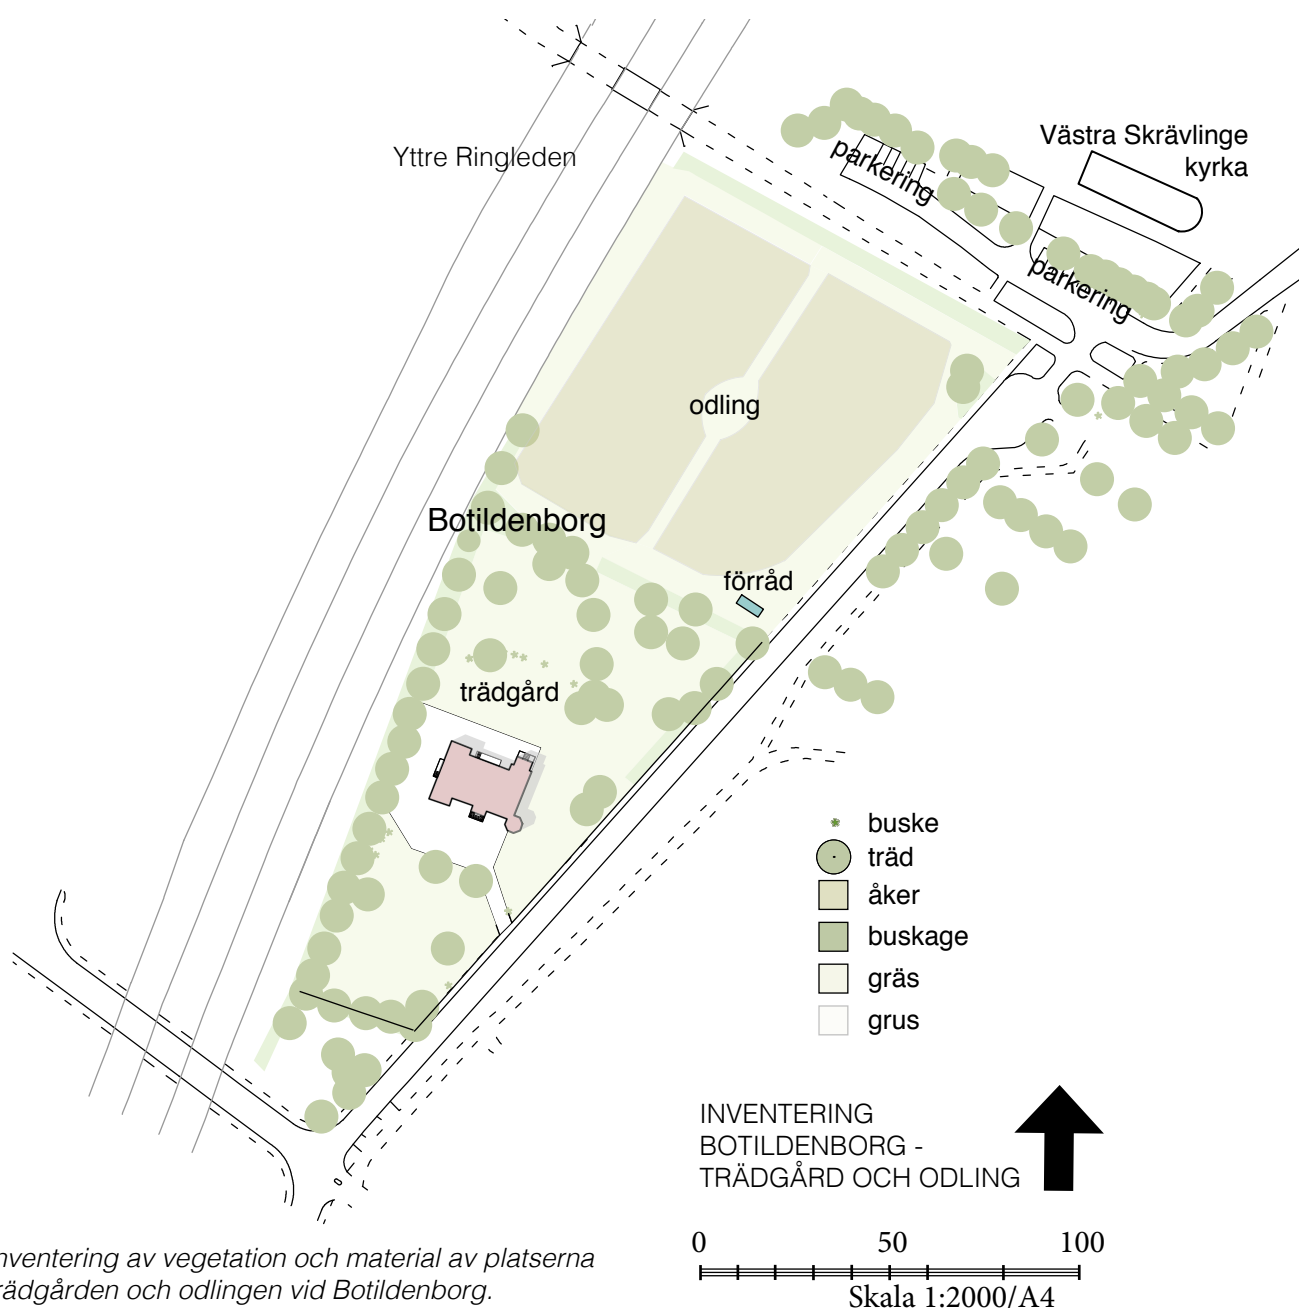 Västra Skrävlinge
kyrka
Yttre Ringleden
parkering
parkering
odling
Botildenborg
förråd
trädgård
buske
träd
åker
buskage
gräs
grus
INVENTERING
BOTILDENBORG -
TRÄDGÅRD OCH ODLING
0 50 100
Skala 1:2000/A4
nventering av vegetation och material av platserna
rädgården och odlingen vid Botildenborg.